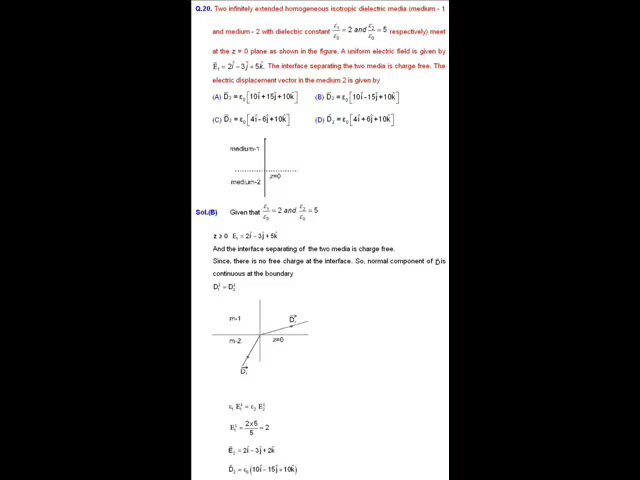 Q.20. Two infinitely extended homogeneous isotropic dielectric media (medium - 1
and medium - 2 with dielectric constant ε₁/ε₀ = 2 and ε₂/ε₀ = 5 respectively) meet
at the z = 0 plane as shown in the figure. A uniform electric field is given by
E⃗₁ = 2î − 3ĵ + 5k̂. The interface separating the two media is charge free. The
electric displacement vector in the medium 2 is given by
(A) D⃗₂ = ε₀[10î + 15ĵ + 10k̂] (B) D⃗₂ = ε₀[10î - 15ĵ + 10k̂]
(C) D⃗₂ = ε₀[4î - 6ĵ + 10k̂] (D) D⃗₂ = ε₀[4î + 6ĵ + 10k̂]
medium-1
z=0
medium-2
Sol.(B) Given that ε₁/ε₀ = 2 and ε₂/ε₀ = 5
z ≥ 0 E₁ = 2î − 3ĵ + 5k̂
And the interface separating of the two media is charge free.
Since, there is no free charge at the interface. So, normal component of D⃗ is
continuous at the boundary
D₁^⊥ = D₂^⊥
m-1 D⃗₁
m-2 z=0
D⃗₁
ε₁ E₁^⊥ = ε₂ E₂^⊥
E₁^⊥ = 2×5/5 = 2
E⃗₂ = 2î − 3ĵ + 2k̂
D⃗₂ = ε₀(10î − 15ĵ + 10k̂)